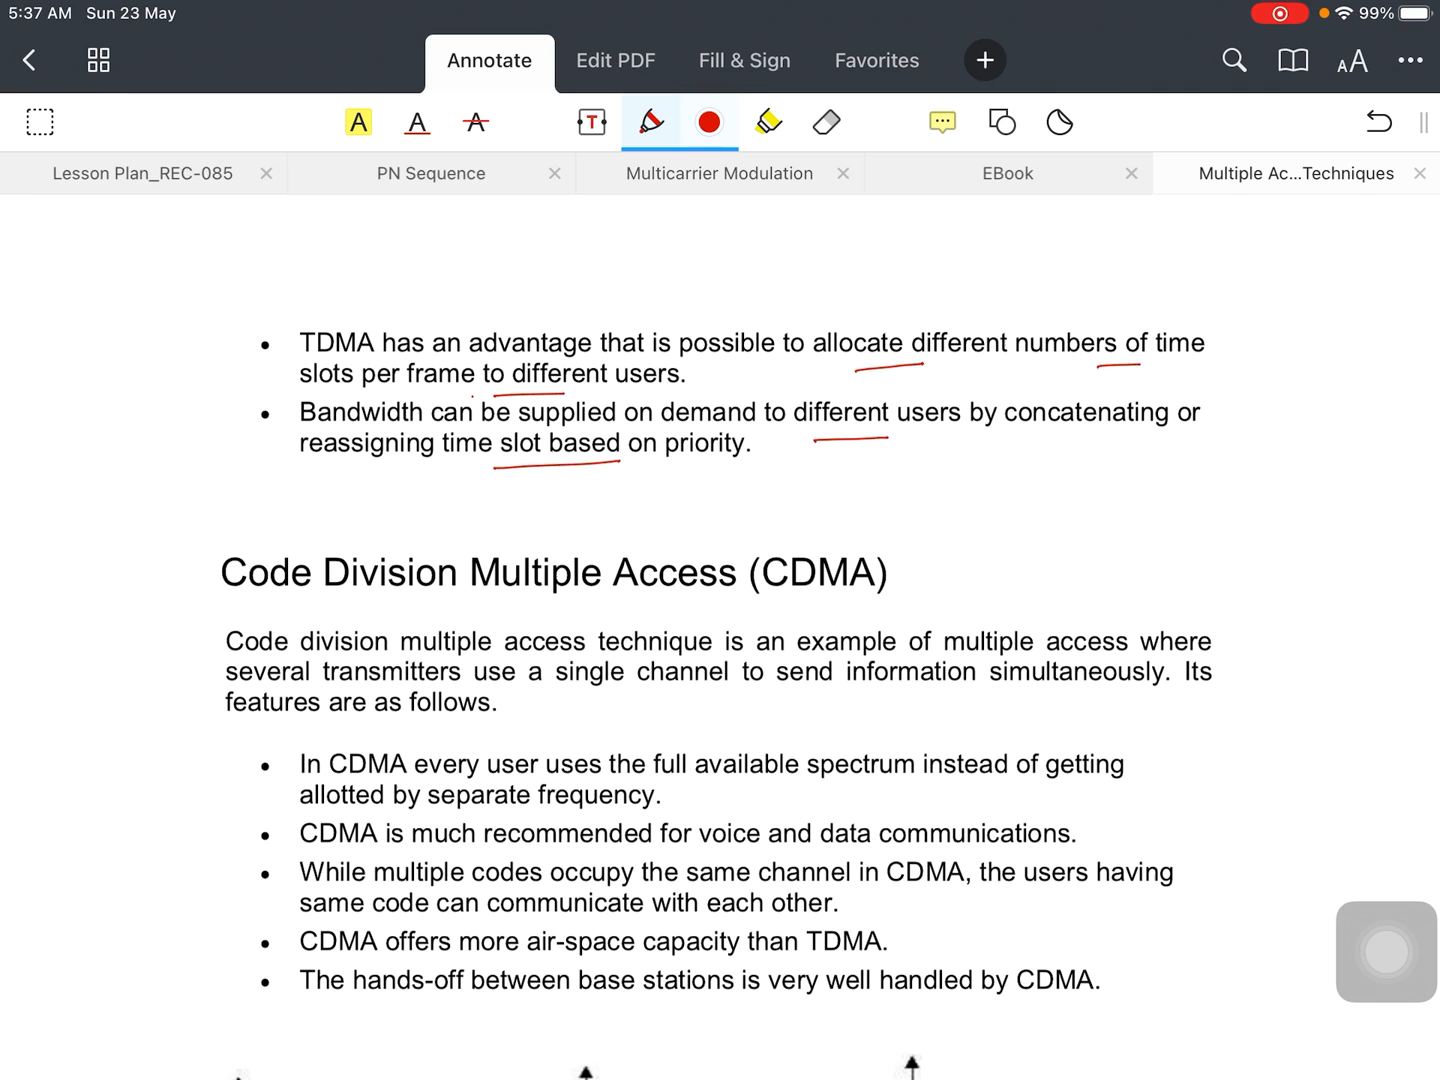 5:37 AM Sun 23 May 99%
Annotate Edit PDF Fill & Sign Favorites AA
A A A T
Lesson Plan_REC-085 PN Sequence Multicarrier Modulation EBook Multiple Ac...Techniques
• TDMA has an advantage that is possible to allocate different numbers of time
slots per frame to different users.
• Bandwidth can be supplied on demand to different users by concatenating or
reassigning time slot based on priority.
Code Division Multiple Access (CDMA)
Code division multiple access technique is an example of multiple access where
several transmitters use a single channel to send information simultaneously. Its
features are as follows.
• In CDMA every user uses the full available spectrum instead of getting
allotted by separate frequency.
• CDMA is much recommended for voice and data communications.
• While multiple codes occupy the same channel in CDMA, the users having
same code can communicate with each other.
• CDMA offers more air-space capacity than TDMA.
• The hands-off between base stations is very well handled by CDMA.